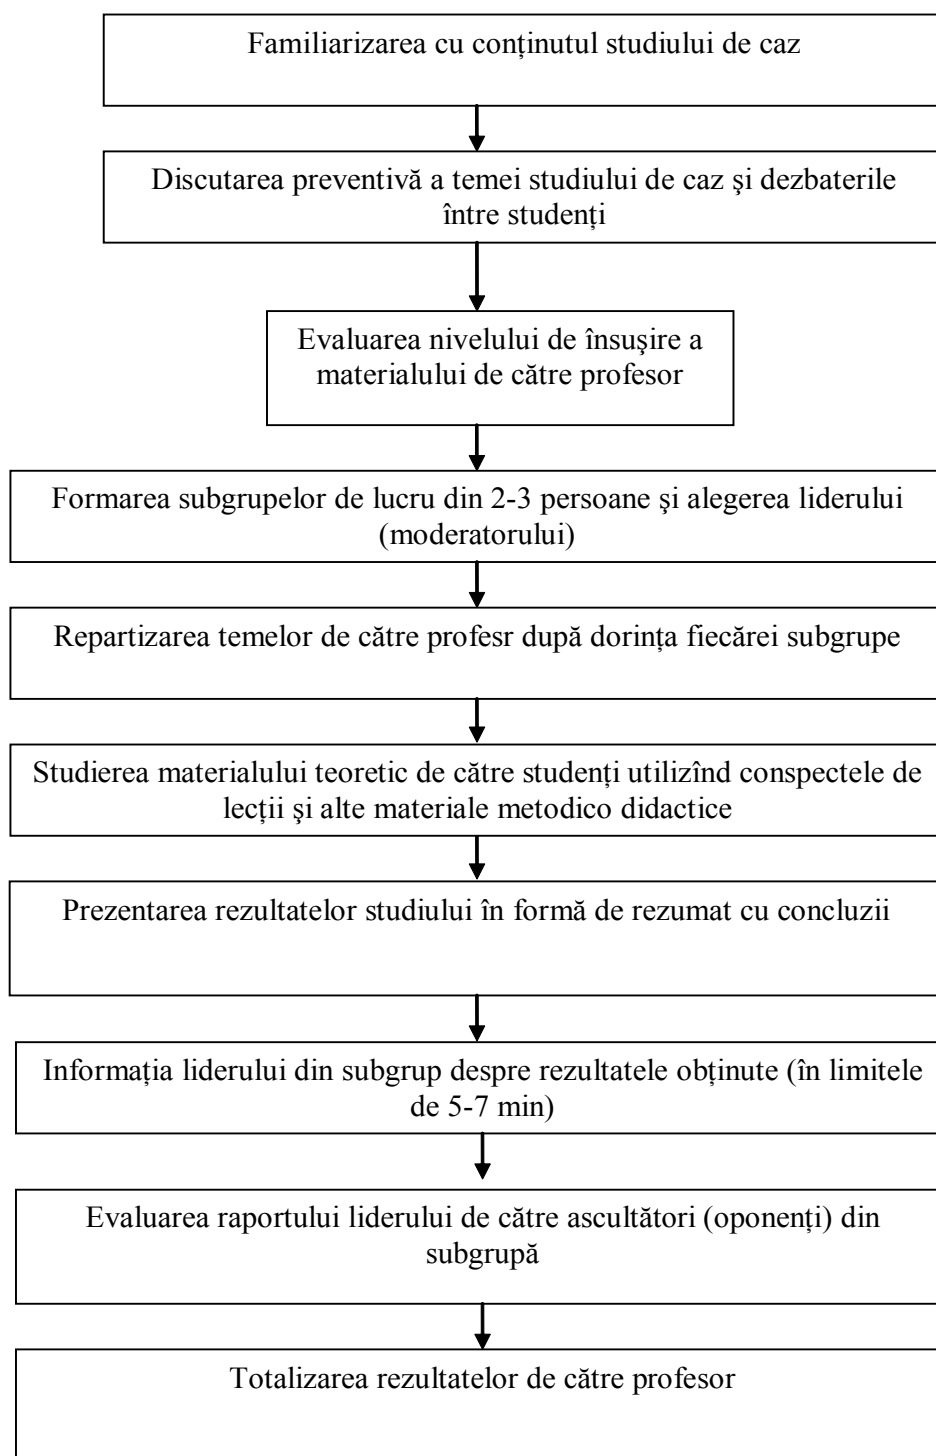 Familiarizarea cu conținutul studiului de caz
Discutarea preventivă a temei studiului de caz şi dezbaterile
între studenți
Evaluarea nivelului de însuşire a
materialului de către profesor
Formarea subgrupelor de lucru din 2-3 persoane şi alegerea liderului
(moderatorului)
Repartizarea temelor de către profesr după dorința fiecărei subgrupe
Studierea materialului teoretic de către studenți utilizînd conspectele de
lecții şi alte materiale metodico didactice
Prezentarea rezultatelor studiului în formă de rezumat cu concluzii
Informația liderului din subgrup despre rezultatele obținute (în limitele
de 5-7 min)
Evaluarea raportului liderului de către ascultători (oponenți) din
subgrupă
Totalizarea rezultatelor de către profesor